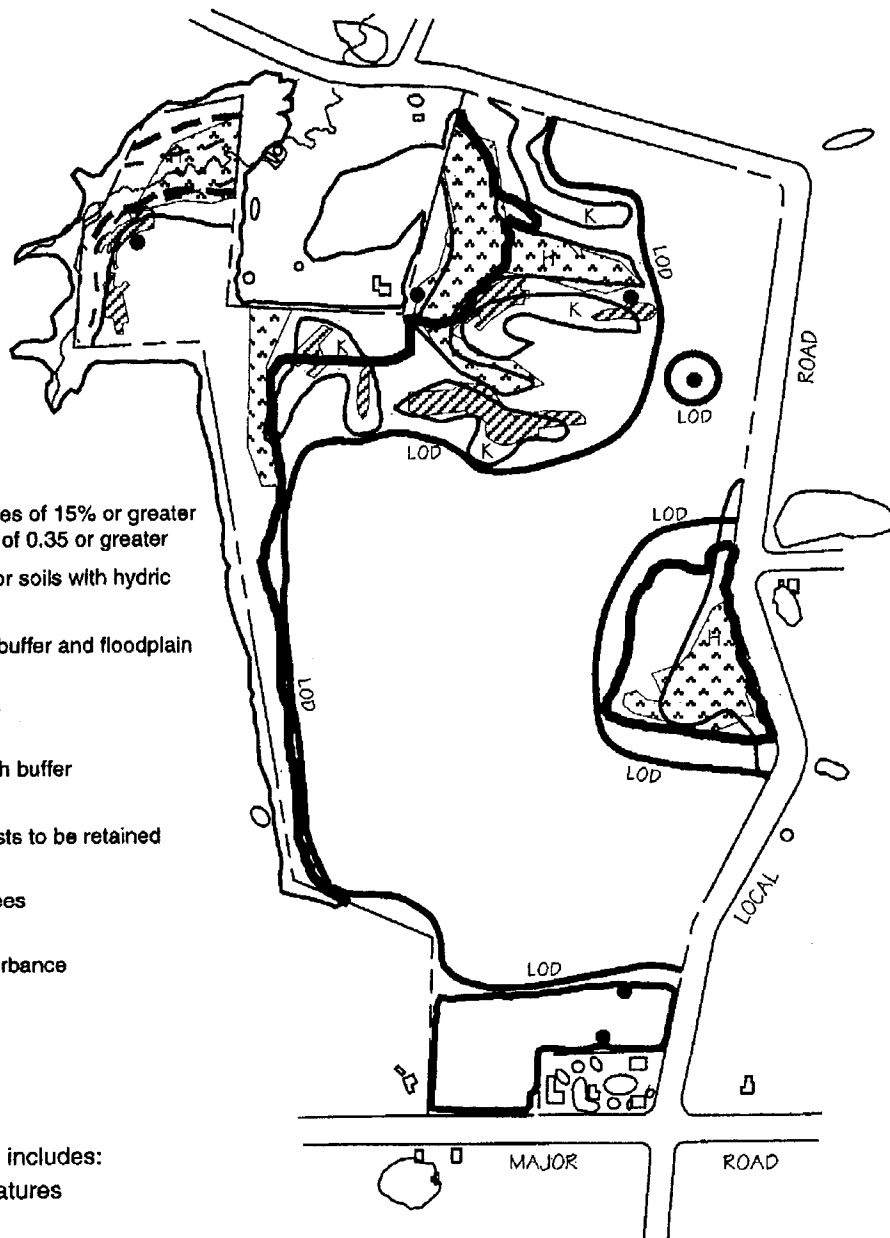 K
H
LOD
K
K
ROAD
LOD
K
LOD
es of 15% or greater
of 0.35 or greater
LOD
or soils with hydric
H
buffer and floodplain
LOD
h buffer
LOD
sts to be retained
LOCAL
ees
rbance
LOD
includes:
atures
MAJOR ROAD